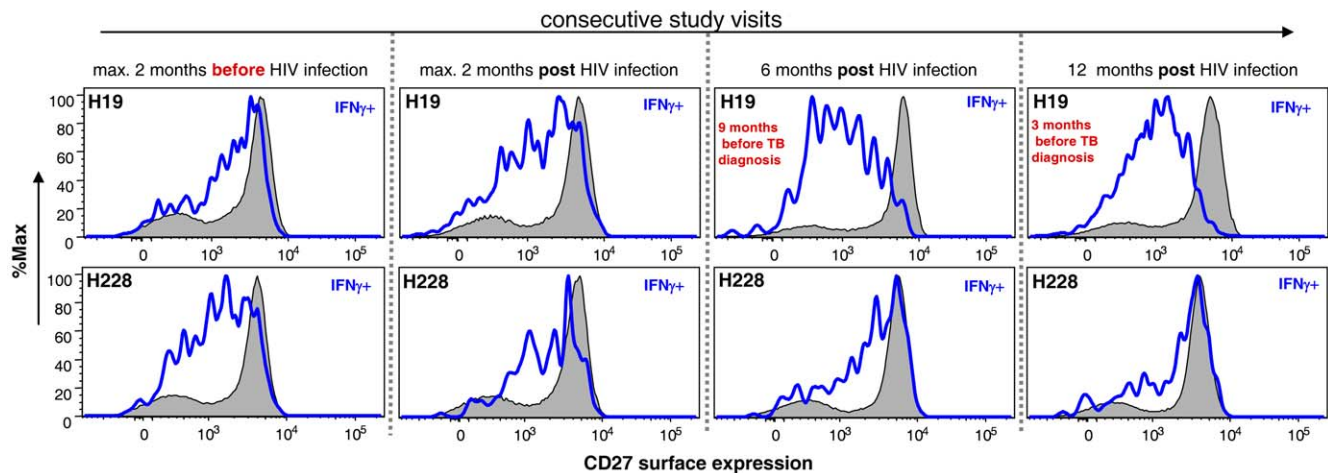 consecutive study visits
max. 2 months before HIV infection
max. 2 months post HIV infection
6 months post HIV infection
12 months post HIV infection
%Max
100
80
60
40
20
0
H19
IFNγ+
0 10³ 10⁴ 10⁵
H19
IFNγ+
0 10³ 10⁴ 10⁵
H19
IFNγ+
9 months
before TB
diagnosis
0 10³ 10⁴ 10⁵
H19
IFNγ+
3 months
before TB
diagnosis
0 10³ 10⁴ 10⁵
100
80
60
40
20
0
H228
IFNγ+
0 10³ 10⁴ 10⁵
H228
IFNγ+
0 10³ 10⁴ 10⁵
H228
IFNγ+
0 10³ 10⁴ 10⁵
H228
IFNγ+
0 10³ 10⁴ 10⁵
CD27 surface expression